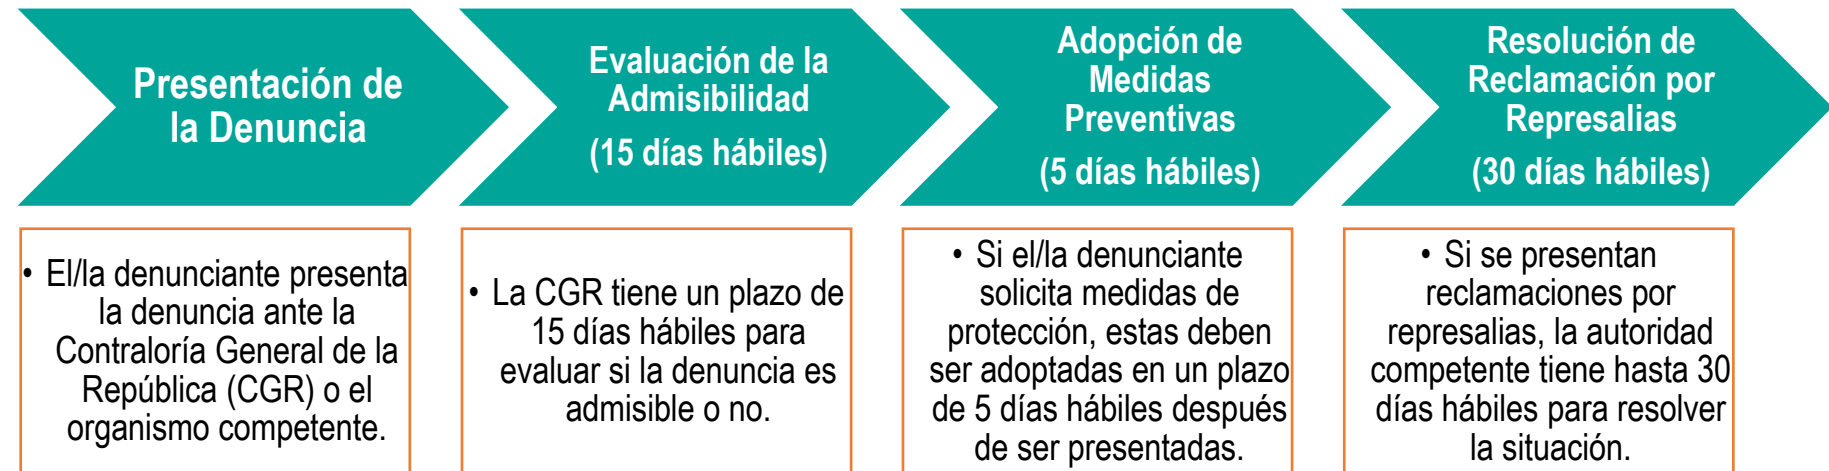 Presentación de
la Denuncia
Evaluación de la
Admisibilidad
(15 días hábiles)
Adopción de
Medidas
Preventivas
(5 días hábiles)
Resolución de
Reclamación por
Represalias
(30 días hábiles)
• El/la denunciante presenta
la denuncia ante la
Contraloría General de la
República (CGR) o el
organismo competente.
• La CGR tiene un plazo de
15 días hábiles para
evaluar si la denuncia es
admisible o no.
• Si el/la denunciante
solicita medidas de
protección, estas deben
ser adoptadas en un plazo
de 5 días hábiles después
de ser presentadas.
• Si se presentan
reclamaciones por
represalias, la autoridad
competente tiene hasta 30
días hábiles para resolver
la situación.